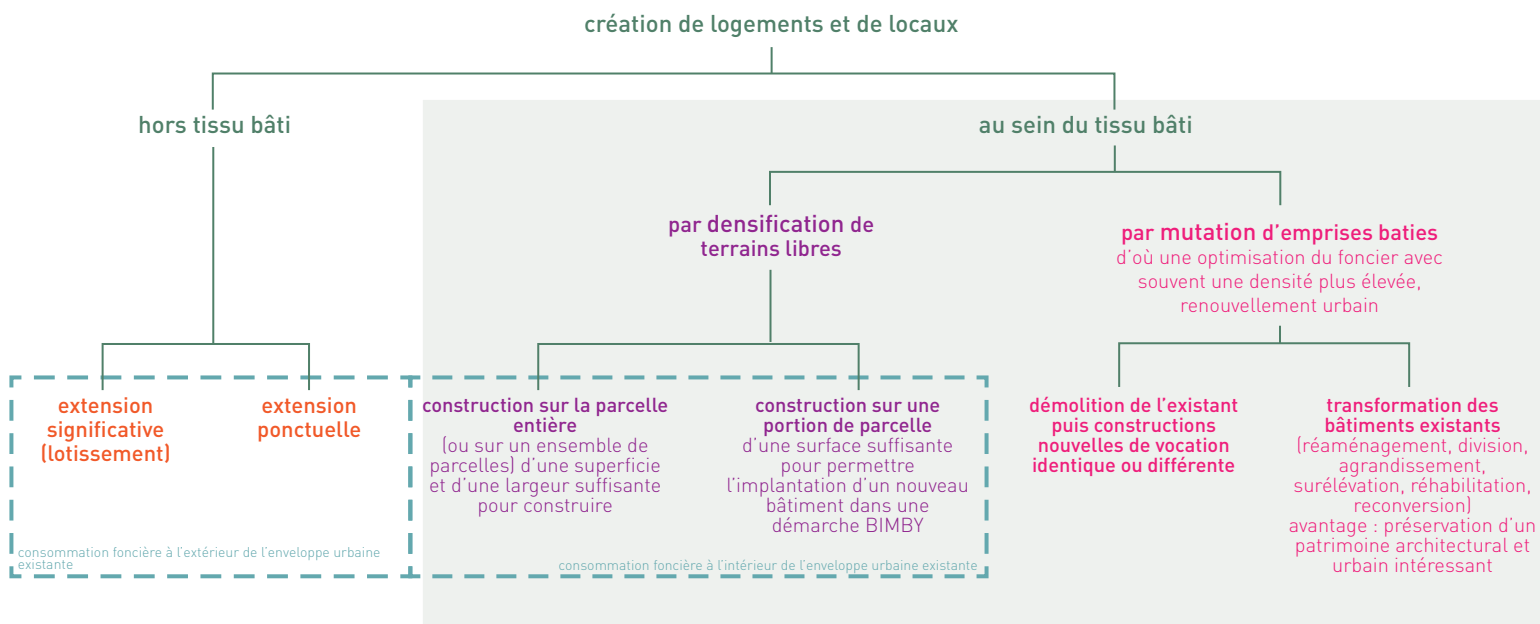 création de logements et de locaux
hors tissu bâti
au sein du tissu bâti
par densification de
terrains libres
par mutation d'emprises baties
d'où une optimisation du foncier avec
souvent une densité plus élevée,
renouvellement urbain
extension
significative
(lotissement)
extension
ponctuelle
consommation foncière à l'extérieur de l'enveloppe urbaine
existante
construction sur la parcelle
entière
(ou sur un ensemble de
parcelles) d'une superficie
et d'une largeur suffisante
pour construire
construction sur une
portion de parcelle
d'une surface suffisante
pour permettre
l'implantation d'un nouveau
bâtiment dans une
démarche BIMBY
consommation foncière à l'intérieur de l'enveloppe urbaine existante
démolition de l'existant
puis constructions
nouvelles de vocation
identique ou différente
transformation des
bâtiments existants
(réaménagement, division,
agrandissement,
surélévation, réhabilitation,
reconversion)
avantage : préservation d'un
patrimoine architectural et
urbain intéressant